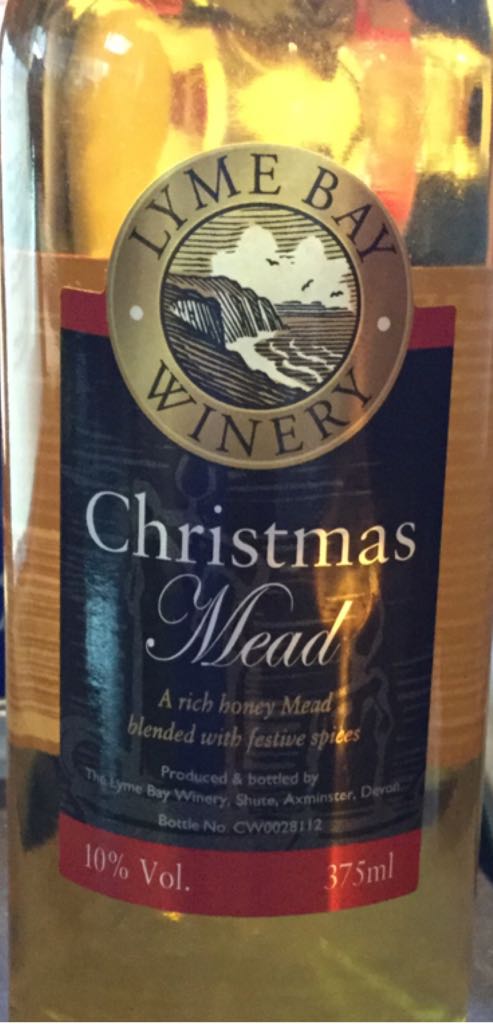 LYME BAY
WINERY
Christmas
Mead
A rich honey Mead
blended with festive spices
Produced & bottled by
The Lyme Bay Winery, Shute, Axminster, Devon
Bottle No. CW0028112
10% Vol. 375ml